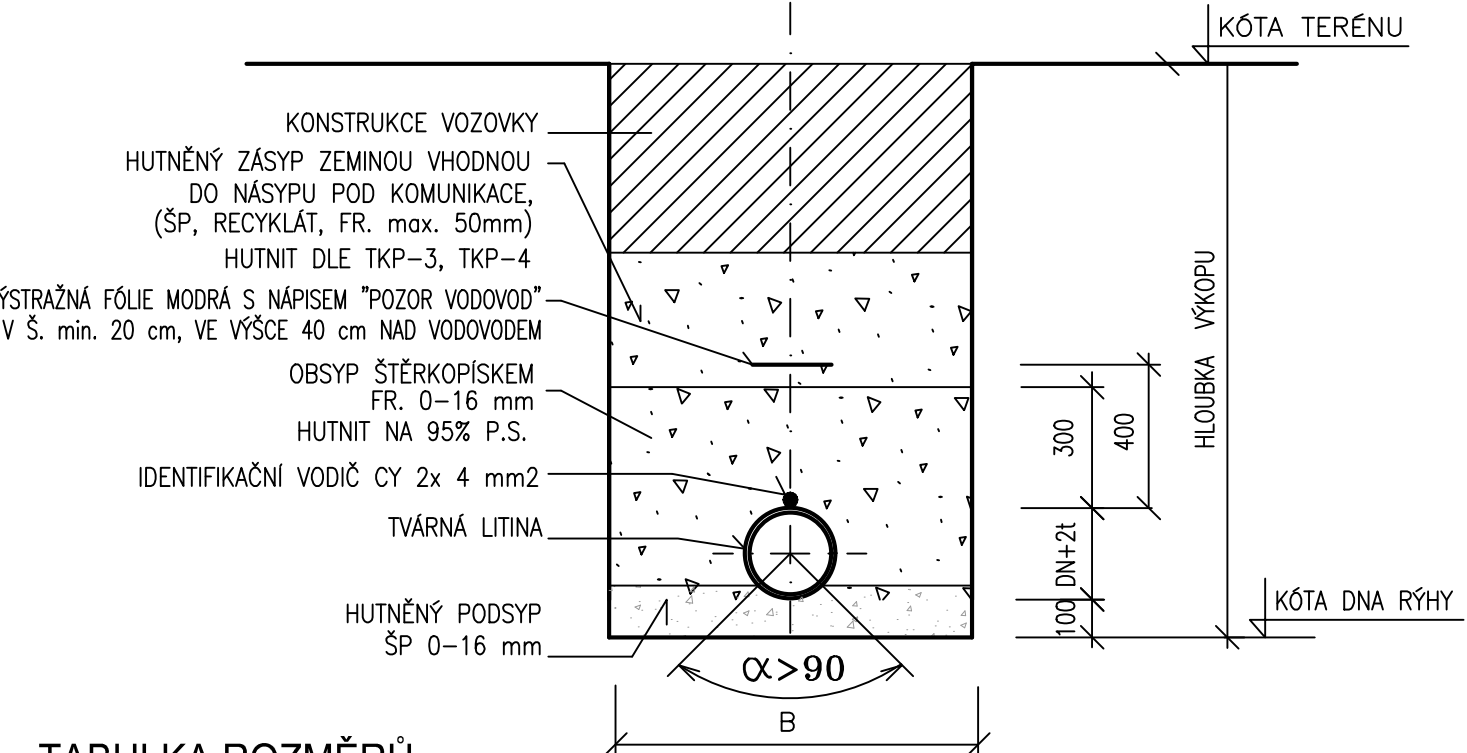 KÓTA TERÉNU
KONSTRUKCE VOZOVKY
HUTNĚNÝ ZÁSYP ZEMINOU VHODNOU
DO NÁSYPU POD KOMUNIKACE,
(ŠP, RECYKLÁT, FR. max. 50mm)
HUTNIT DLE TKP-3, TKP-4
ÝSTRAŽNÁ FÓLIE MODRÁ S NÁPISEM "POZOR VODOVOD"
V Š. min. 20 cm, VE VÝŠCE 40 cm NAD VODOVODEM
OBSYP ŠTĚRKOPÍSKEM
FR. 0-16 mm
HUTNIT NA 95% P.S.
IDENTIFIKAČNÍ VODIČ CY 2x 4 mm2
TVÁRNÁ LITINA
HUTNĚNÝ PODSYP
ŠP 0-16 mm
300
400
HLOUBKA VÝKOPU
DN+2t
100
KÓTA DNA RÝHY
α>90
B
TABULKA ROZMĚRŮ